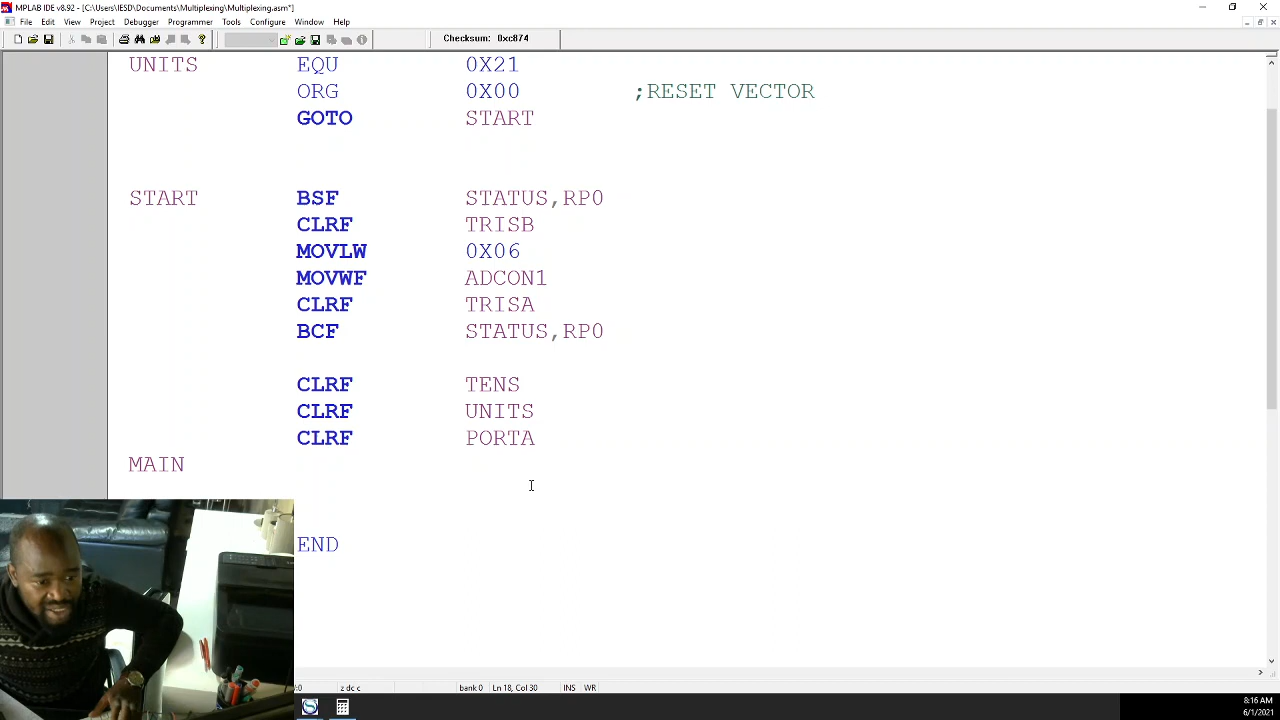 MPLAB IDE v8.92 - [C:\Users\IESD\Documents\Multiplexing\Multiplexing.asm*]
File Edit View Project Debugger Programmer Tools Configure Window Help
Checksum: 0xc874
UNITS EQU 0X21
ORG 0X00 ;RESET VECTOR
GOTO START
START BSF STATUS,RP0
CLRF TRISB
MOVLW 0X06
MOVWF ADCON1
CLRF TRISA
BCF STATUS,RP0
CLRF TENS
CLRF UNITS
CLRF PORTA
MAIN
END
z dc c bank 0 Ln 18, Col 30 INS WR
8:16 AM
6/1/2021